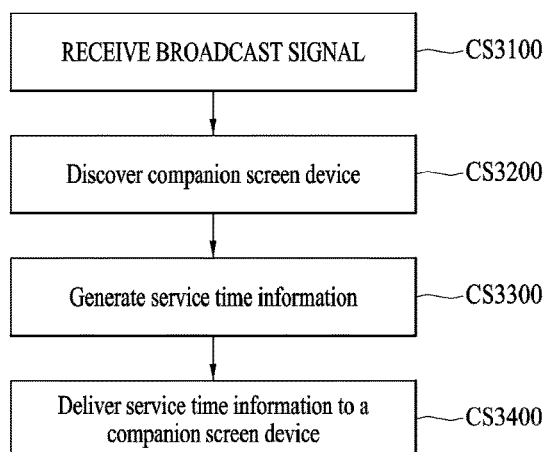 RECEIVE BROADCAST SIGNAL
CS3100
Discover companion screen device
CS3200
Generate service time information
CS3300
Deliver service time information to a
companion screen device
CS3400